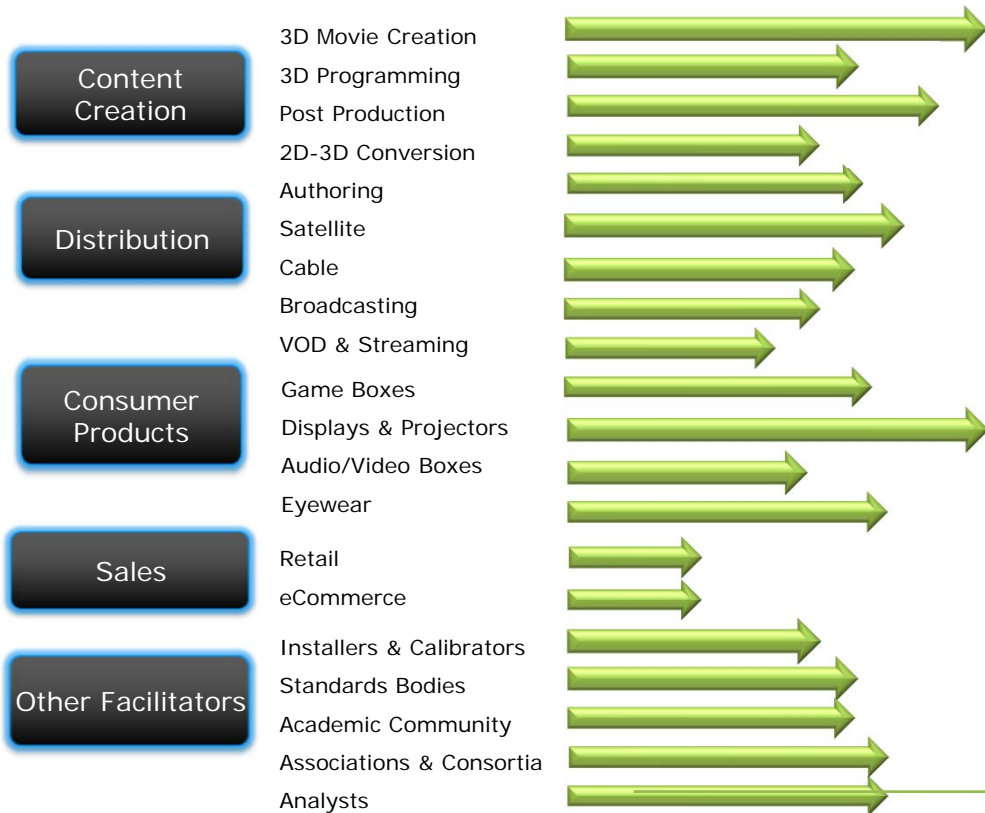 Content
Creation
3D Movie Creation
3D Programming
Post Production
2D-3D Conversion
Distribution
Authoring
Satellite
Cable
Broadcasting
VOD & Streaming
Consumer
Products
Game Boxes
Displays & Projectors
Audio/Video Boxes
Eyewear
Sales
Retail
eCommerce
Other Facilitators
Installers & Calibrators
Standards Bodies
Academic Community
Associations & Consortia
Analysts